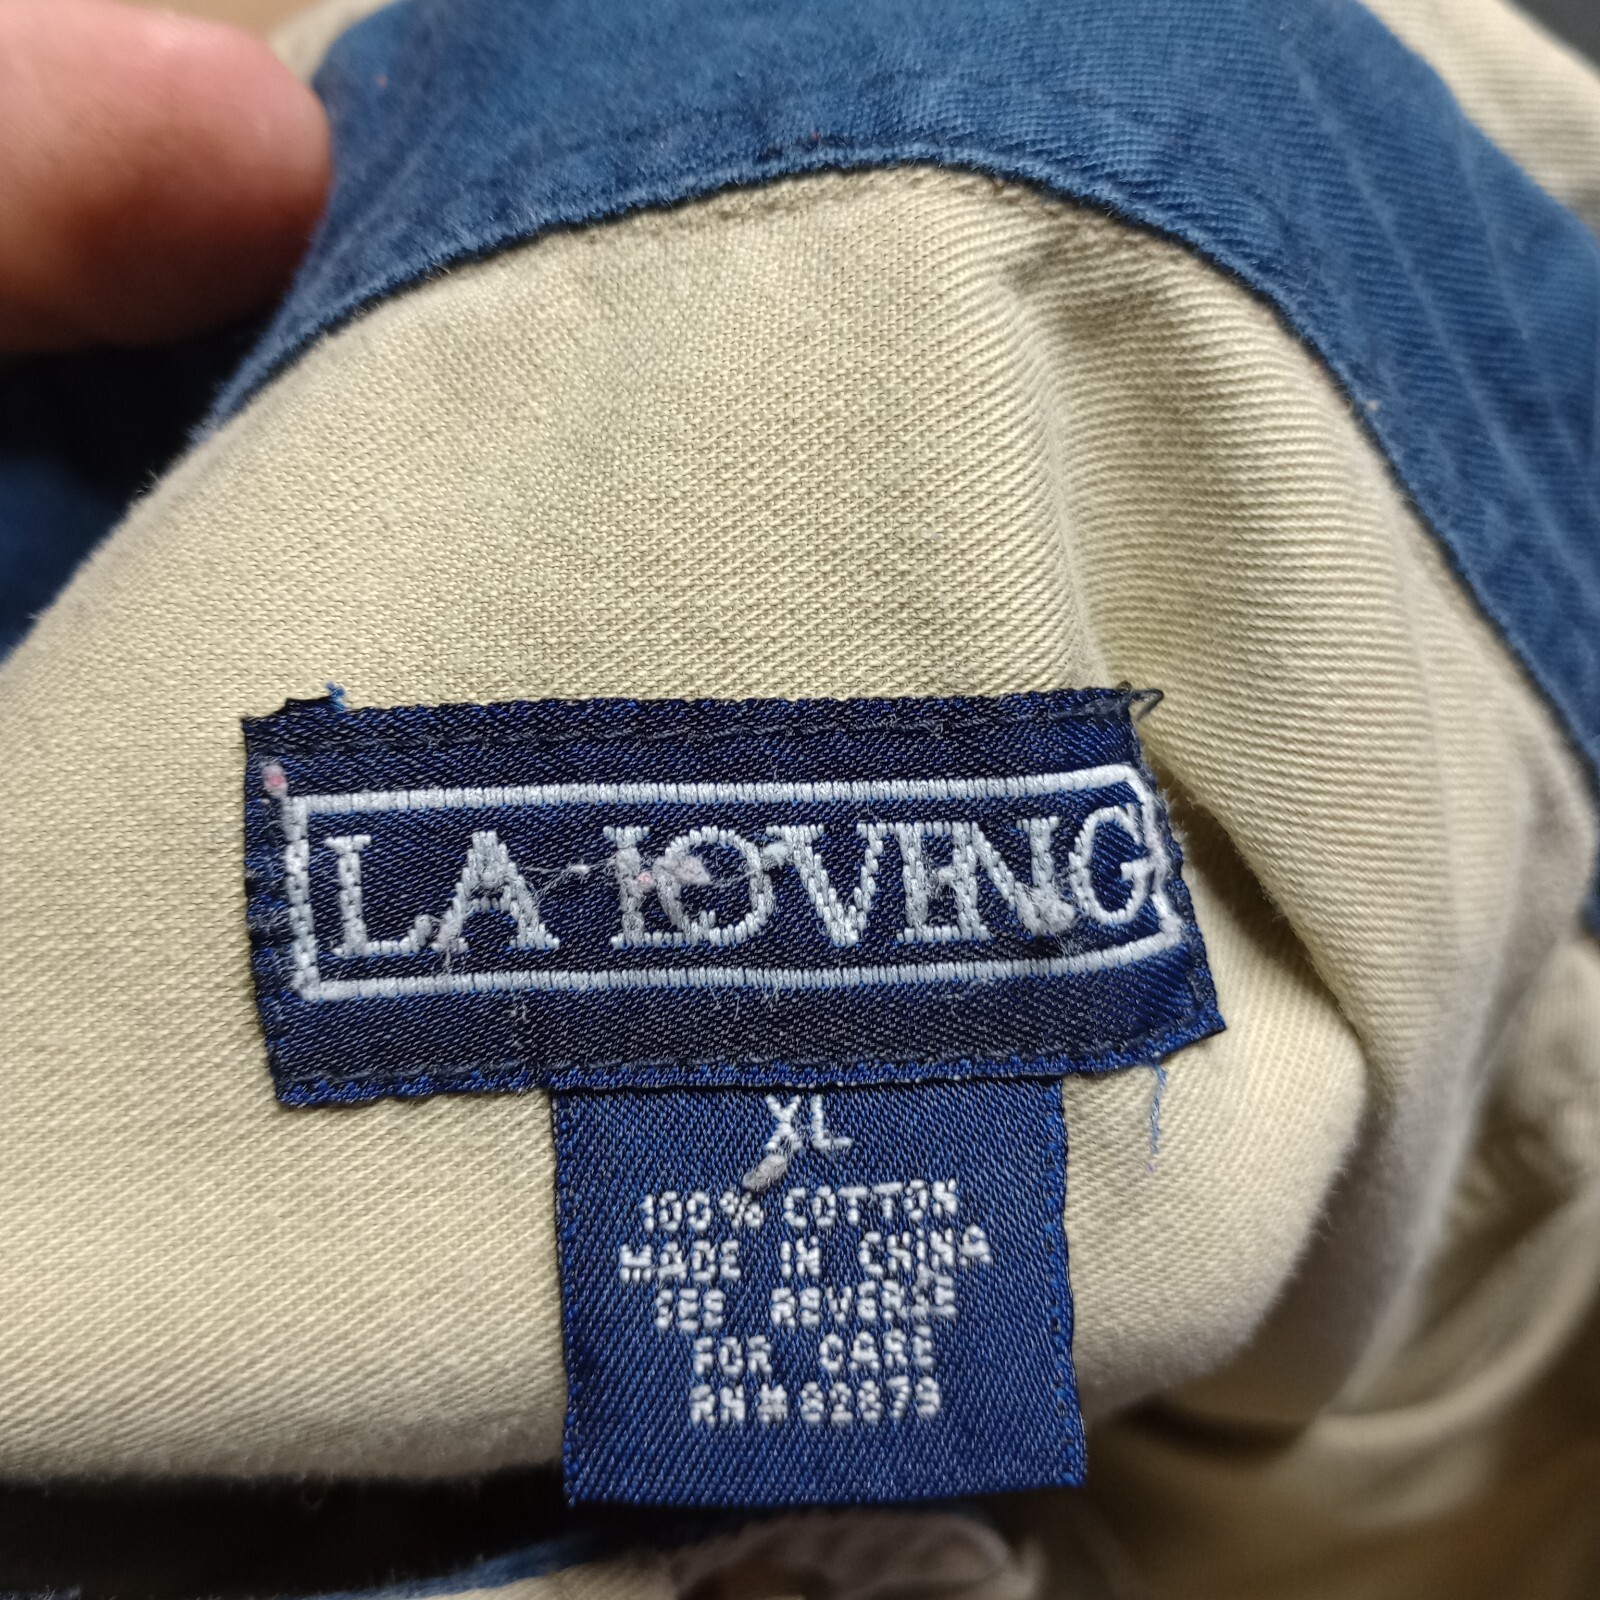 LA LOVING
XL
100% COTTON
MADE IN CHINA
SEE REVERSE
FOR CARE
RN# 82879